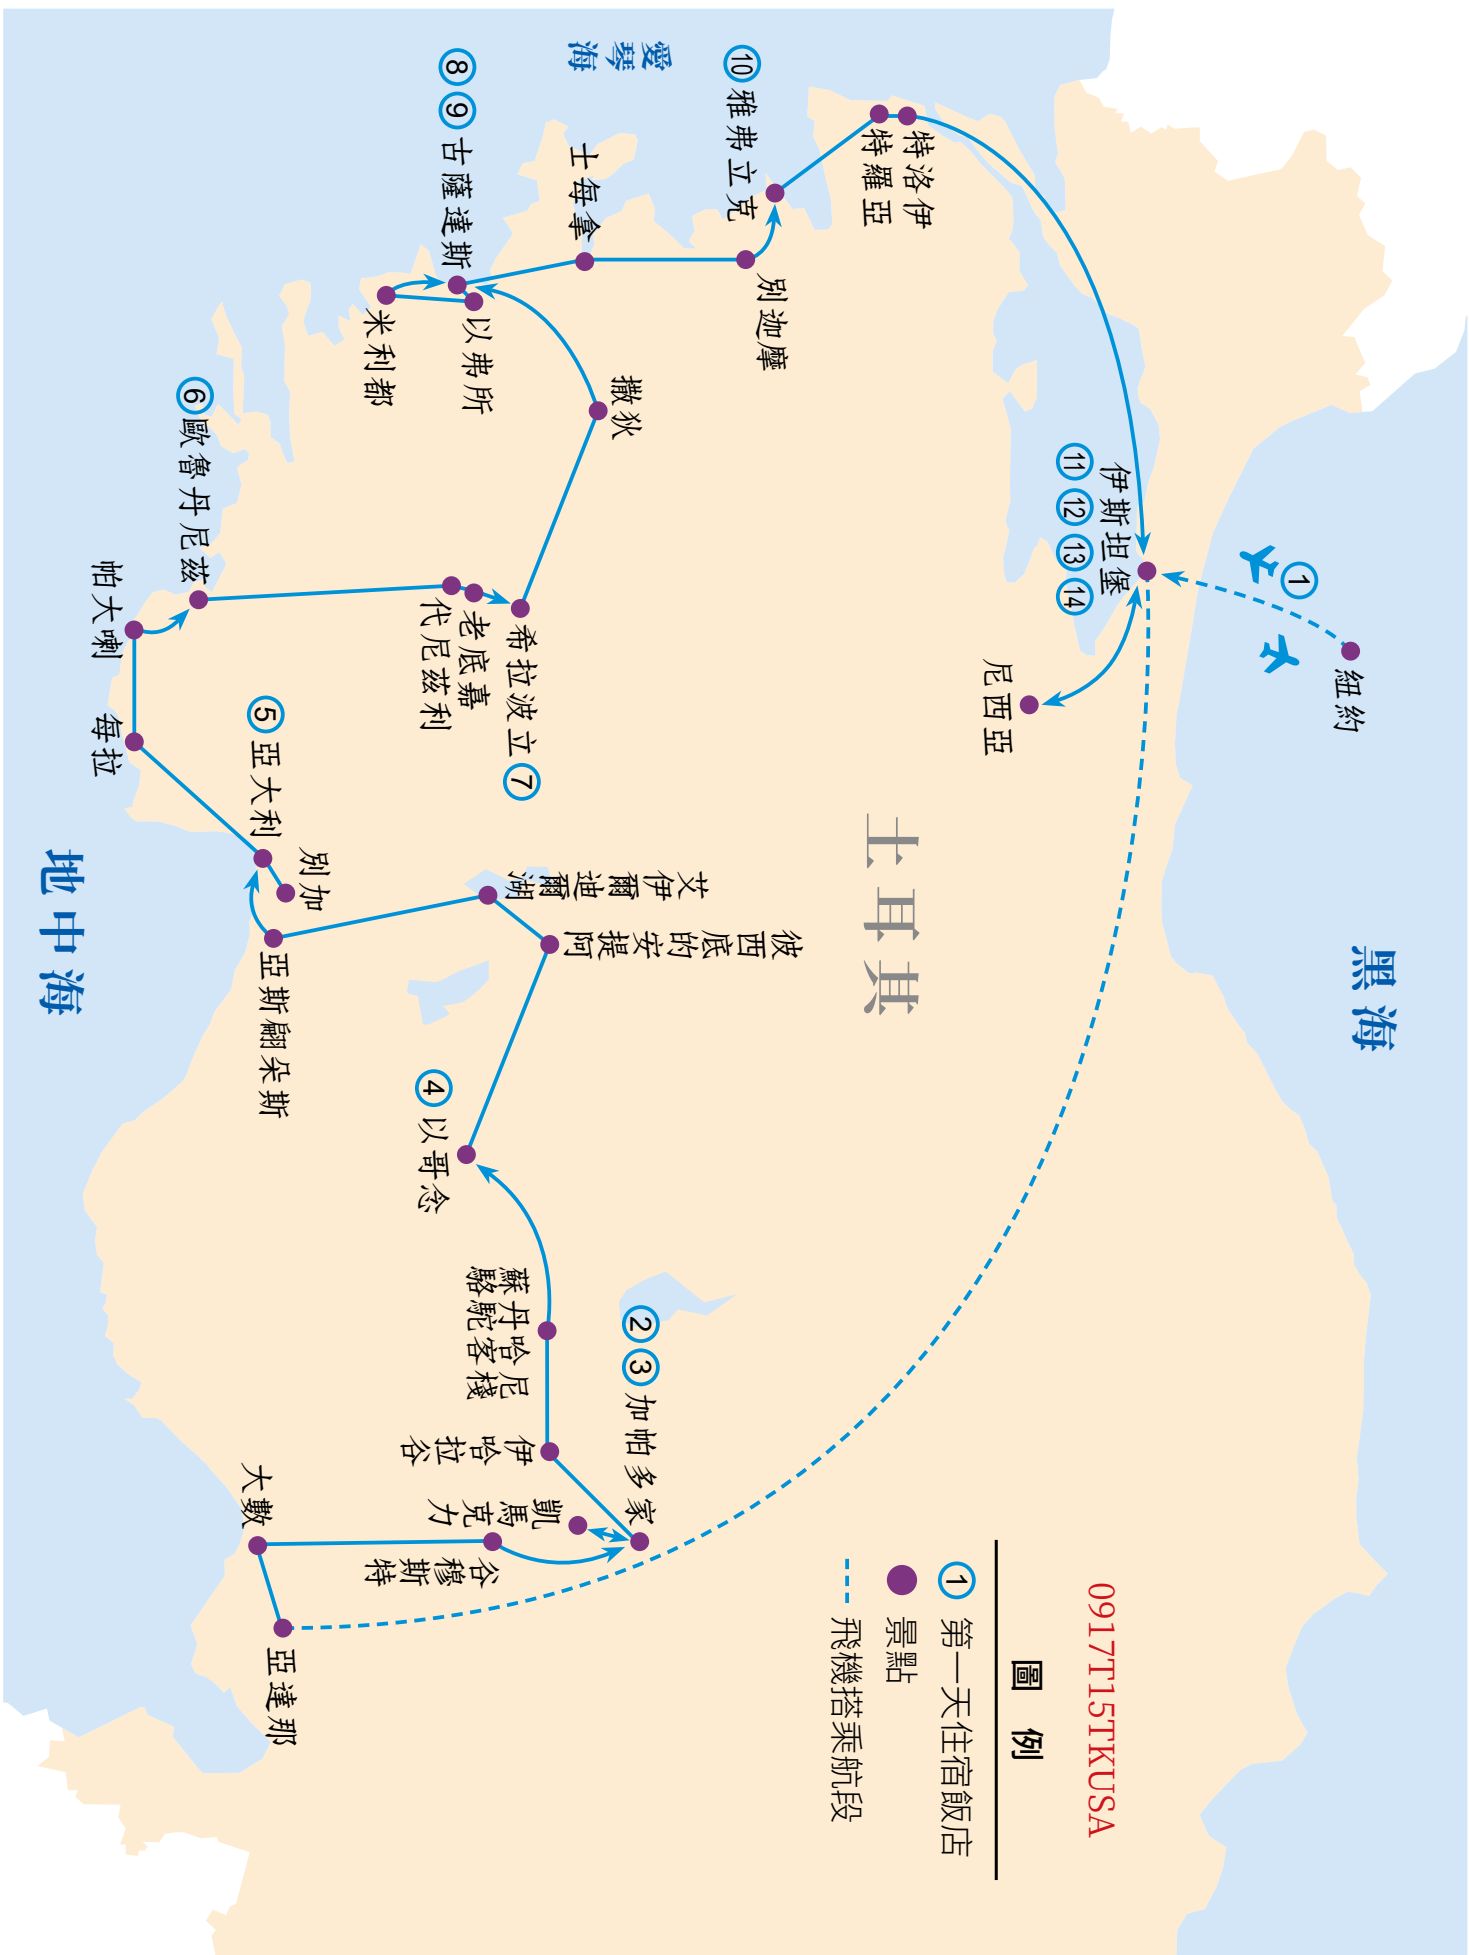 黑海
愛琴海
地中海
土耳其
紐約
①
伊斯坦堡
⑪⑫⑬⑭
尼西亞
特洛伊
特羅亞
⑩雅弗立克
別迦摩
士每拿
⑧⑨古薩達斯
以弗所
米利都
撒狄
希拉波立⑦
老底嘉
代尼茲利
⑥歐魯丹尼茲
帕大喇
每拉
⑤亞大利
別加
亞斯翩朵斯
艾伊爾迪爾湖
彼西底的安提阿
④以哥念
蘇丹哈尼
駱駝客棧
②③加帕多家
伊哈拉谷
凱馬克力
谷穆斯特
大數
亞達那
0917T15TKUSA
圖 例
①第一天住宿飯店
景點
飛機搭乘航段